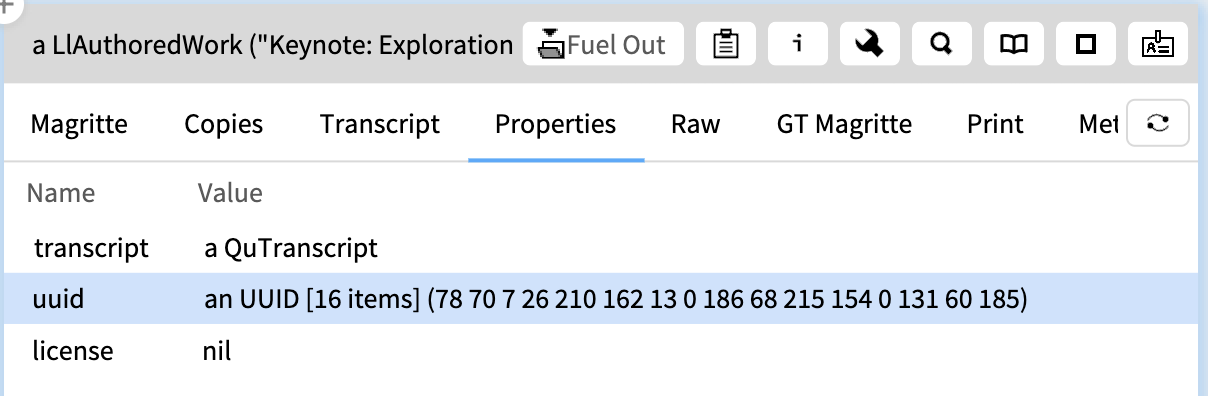 a LlAuthoredWork ("Keynote: Exploration Fuel Out i
Magritte Copies Transcript Properties Raw GT Magritte Print Met
Name Value
transcript a QuTranscript
uuid an UUID [16 items] (78 70 7 26 210 162 13 0 186 68 215 154 0 131 60 185)
license nil